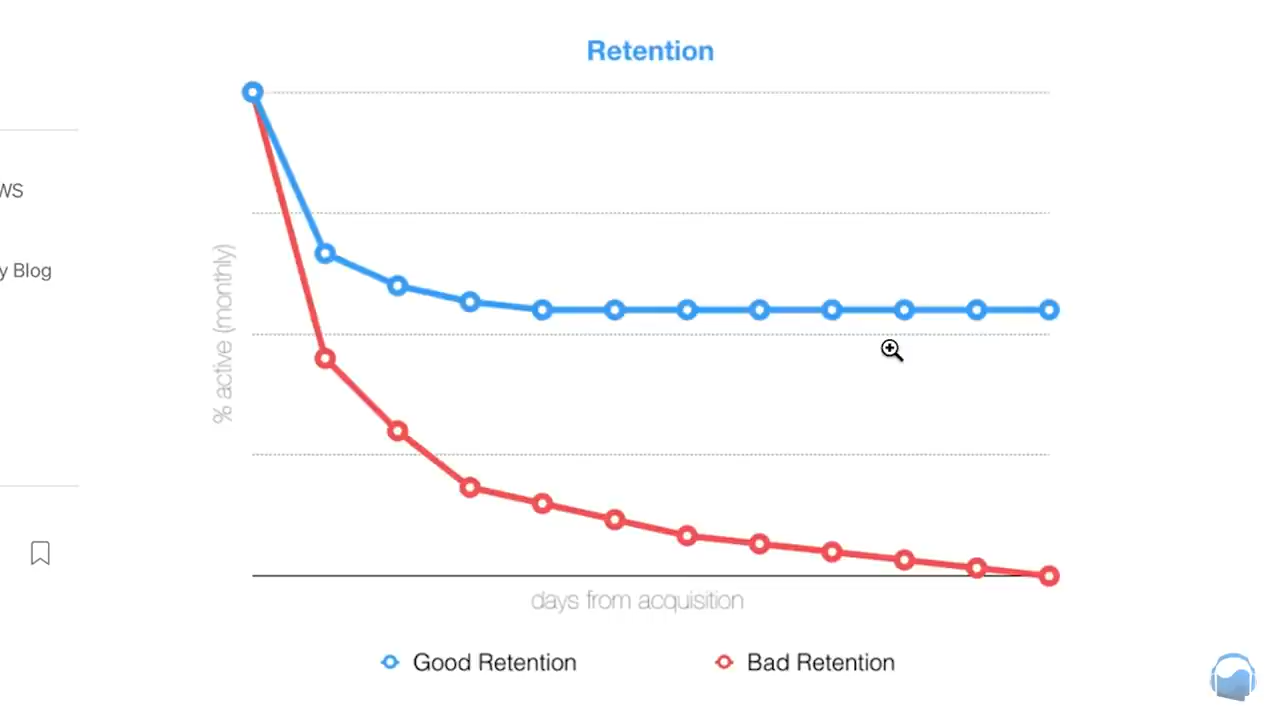 Retention
WS
y Blog
% active (monthly)
days from acquisition
Good Retention
Bad Retention